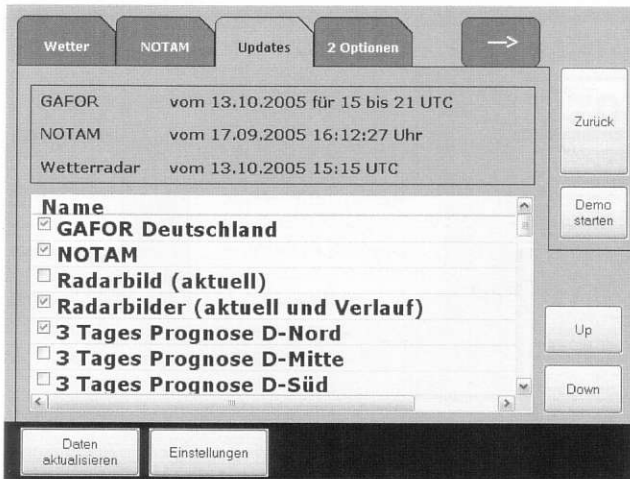 Wetter NOTAM Updates 2 Optionen -->
GAFOR vom 13.10.2005 für 15 bis 21 UTC
NOTAM vom 17.09.2005 16:12:27 Uhr
Wetterradar vom 13.10.2005 15:15 UTC
Zurück
Demo
starten
Name
GAFOR Deutschland
NOTAM
Radarbild (aktuell)
Radarbilder (aktuell und Verlauf)
3 Tages Prognose D-Nord
3 Tages Prognose D-Mitte
3 Tages Prognose D-Süd
Up
Down
Daten
aktualisieren
Einstellungen